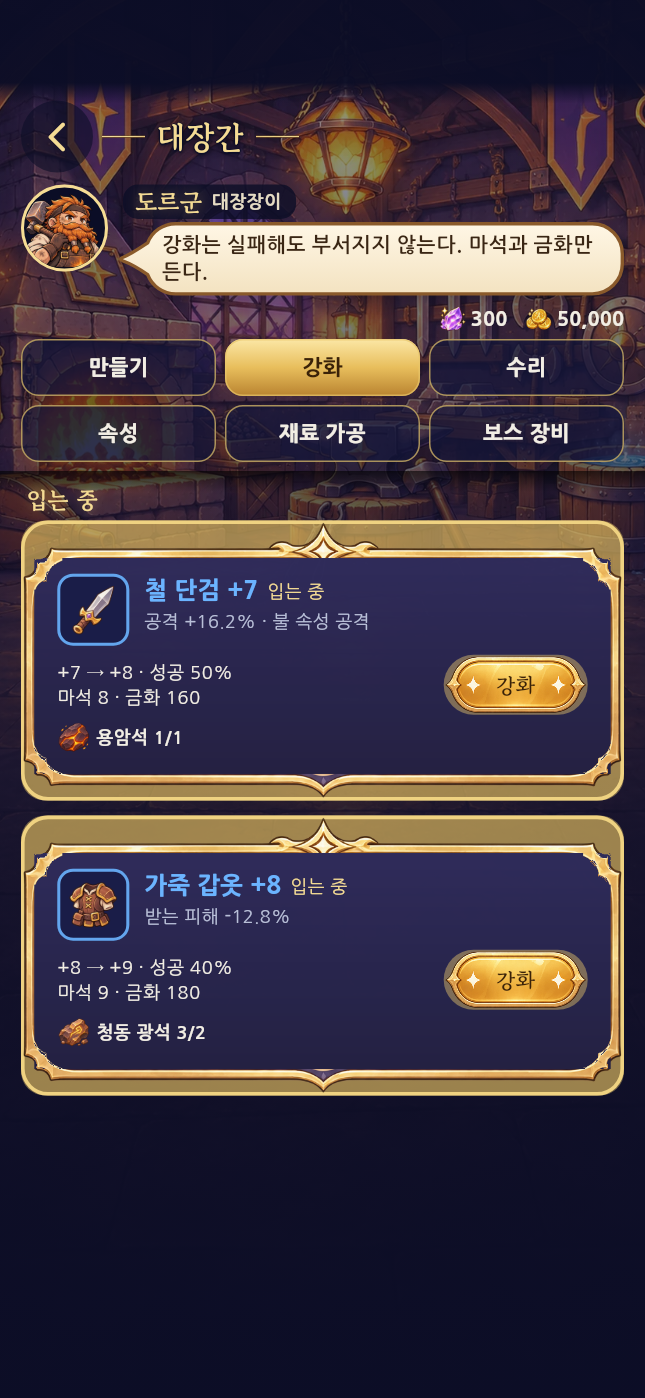 대장간
도르군 대장장이
강화는 실패해도 부서지지 않는다. 마석과 금화만
든다.
300 50,000
만들기 강화 수리
속성 재료 가공 보스 장비
입는 중
철 단검 +7 입는 중
공격 +16.2% · 불 속성 공격
+7 → +8 · 성공 50%
마석 8 · 금화 160
강화
용암석 1/1
가죽 갑옷 +8 입는 중
받는 피해 -12.8%
+8 → +9 · 성공 40%
마석 9 · 금화 180
강화
청동 광석 3/2